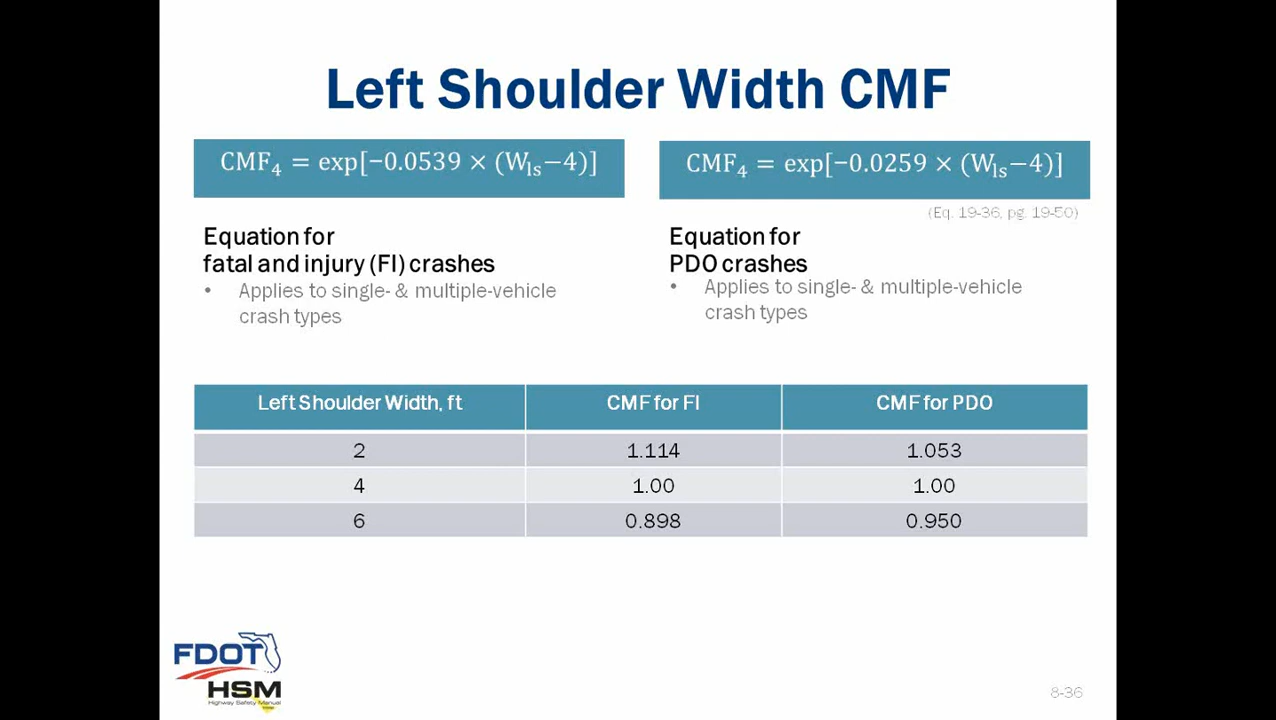 Left Shoulder Width CMF
CMF₄ = exp[−0.0539 × (Wₗₛ−4)]
CMF₄ = exp[−0.0259 × (Wₗₛ−4)]
(Eq. 19-36, pg. 19-50)
Equation for
fatal and injury (FI) crashes
• Applies to single- & multiple-vehicle
crash types
Equation for
PDO crashes
• Applies to single- & multiple-vehicle
crash types
Left Shoulder Width, ft CMF for FI CMF for PDO
2 1.114 1.053
4 1.00 1.00
6 0.898 0.950
FDOT
HSM
Highway Safety Manual
8-36